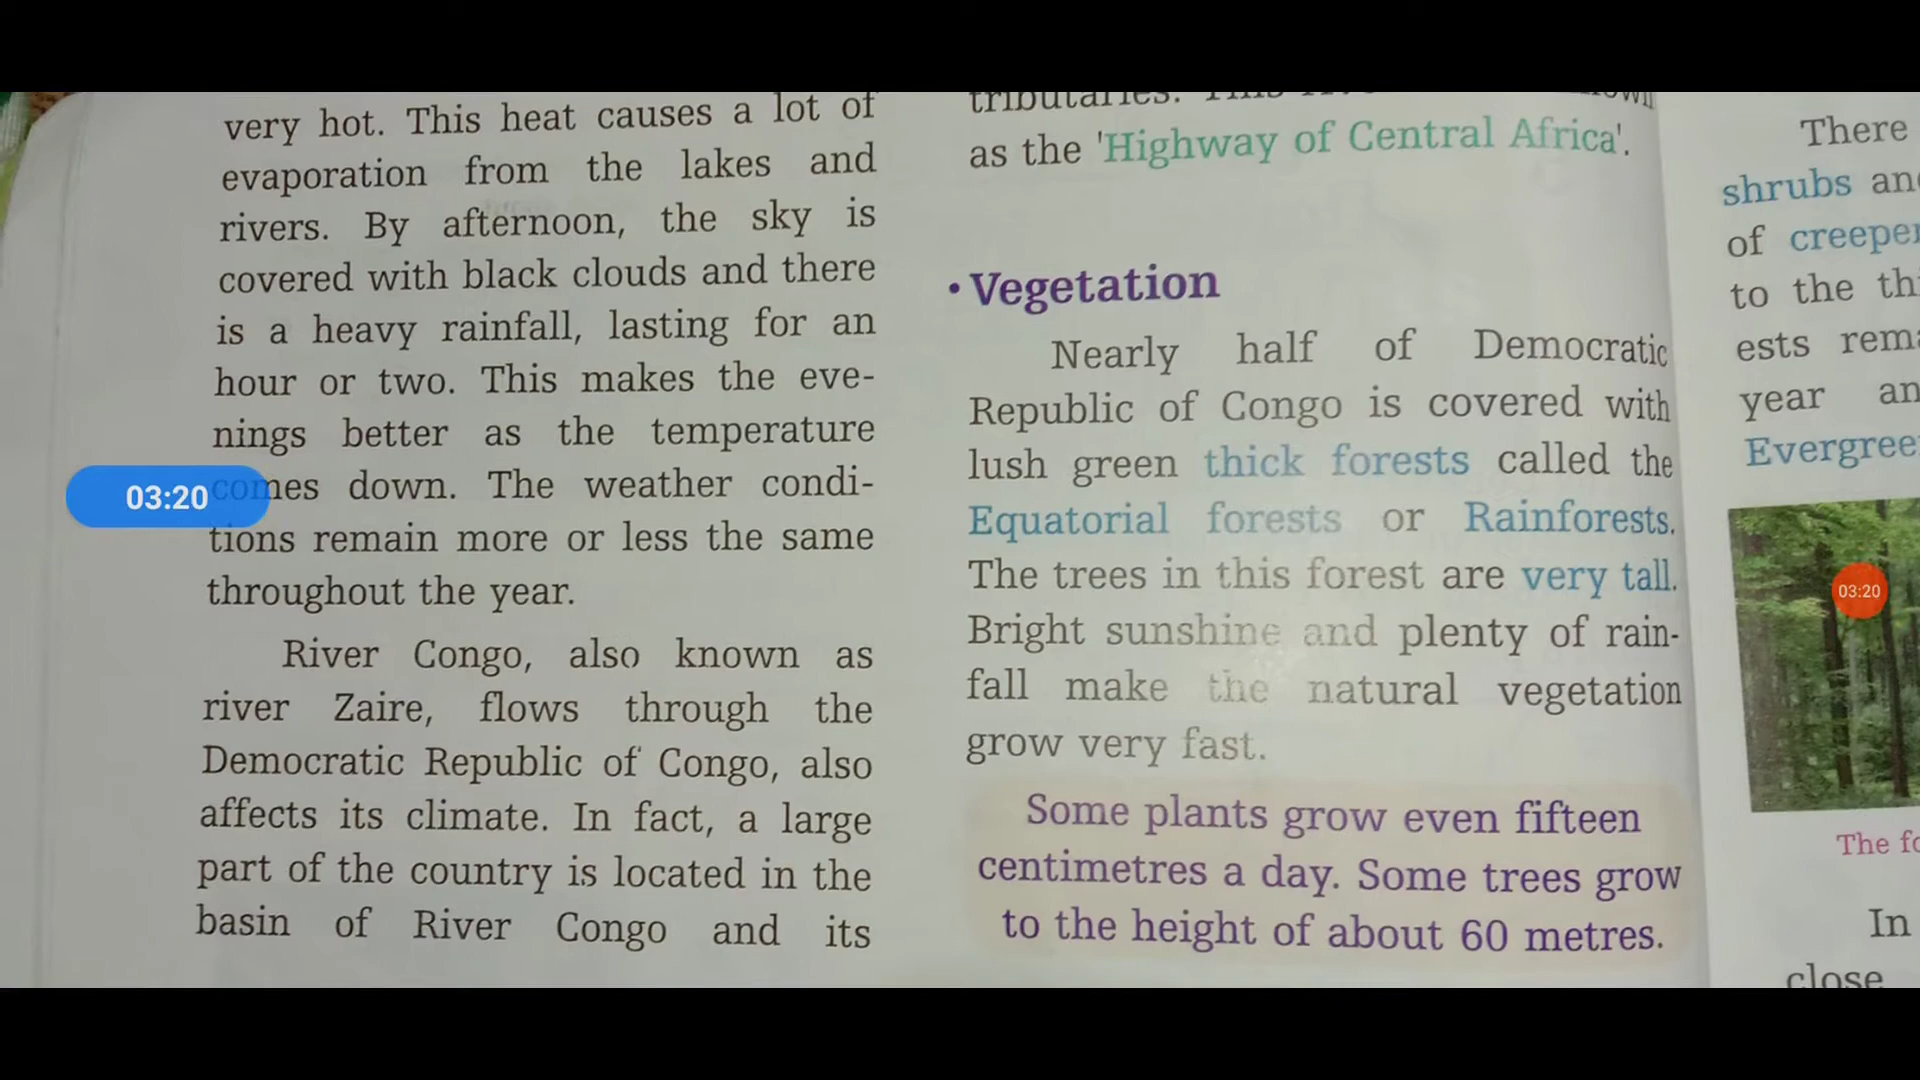 very hot. This heat causes a lot of
evaporation from the lakes and
rivers. By afternoon, the sky is
covered with black clouds and there
is a heavy rainfall, lasting for an
hour or two. This makes the eve-
nings better as the temperature
comes down. The weather condi-
tions remain more or less the same
throughout the year.
River Congo, also known as
river Zaire, flows through the
Democratic Republic of Congo, also
affects its climate. In fact, a large
part of the country is located in the
basin of River Congo and its
tributaries. This
as the 'Highway of Central Africa'.
• Vegetation
Nearly half of Democratic
Republic of Congo is covered with
lush green thick forests called the
Equatorial forests or Rainforests.
The trees in this forest are very tall.
Bright sunshine and plenty of rain-
fall make the natural vegetation
grow very fast.
Some plants grow even fifteen
centimetres a day. Some trees grow
to the height of about 60 metres.
There
shrubs
of
to the
ests
year
The
In
close
03:20
03:20